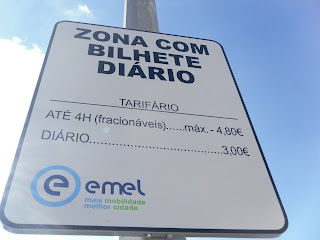 ZONA COM
BILHETE
DIÁRIO
TARIFÁRIO
ATÉ 4H (fracionáveis)......máx. - 4,80€
DIÁRIO......................................3,00€
e emel
mais mobilidade
melhor cidade